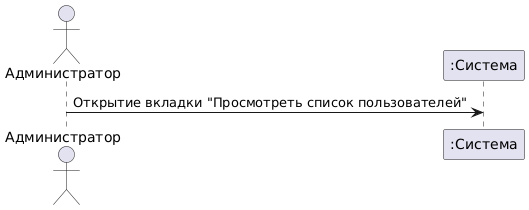 Администратор
:Система
Открытие вкладки "Просмотреть список пользователей"
Администратор
:Система